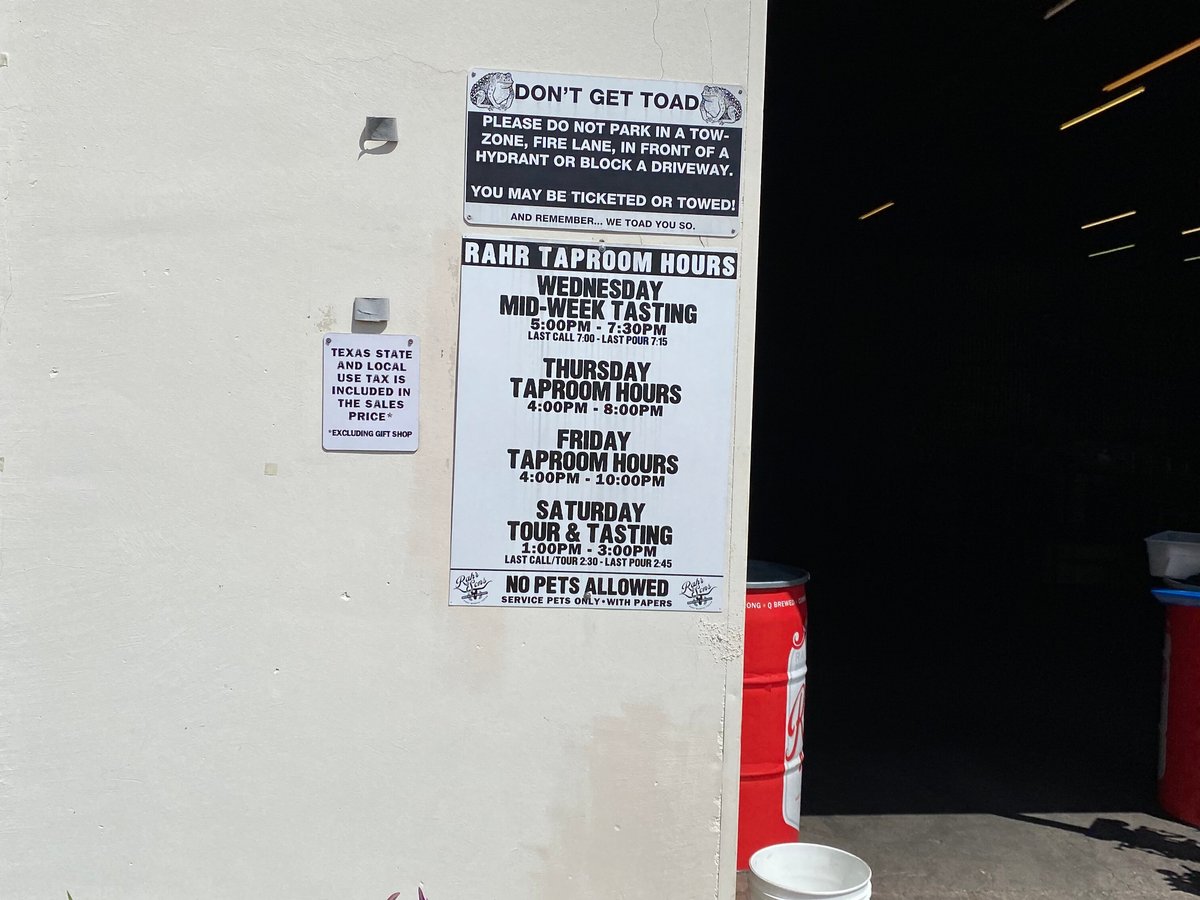 DON'T GET TOAD
PLEASE DO NOT PARK IN A TOW-
ZONE, FIRE LANE, IN FRONT OF A
HYDRANT OR BLOCK A DRIVEWAY.
YOU MAY BE TICKETED OR TOWED!
AND REMEMBER... WE TOAD YOU SO.
RAHR TAPROOM HOURS
WEDNESDAY
MID-WEEK TASTING
5:00PM - 7:30PM
LAST CALL 7:00 - LAST POUR 7:15
THURSDAY
TAPROOM HOURS
4:00PM - 8:00PM
FRIDAY
TAPROOM HOURS
4:00PM - 10:00PM
SATURDAY
TOUR & TASTING
1:00PM - 3:00PM
LAST CALL/TOUR 2:30 - LAST POUR 2:45
Rahr & Sons
NO PETS ALLOWED
Rahr & Sons
SERVICE PETS ONLY • WITH PAPERS
TEXAS STATE
AND LOCAL
USE TAX IS
INCLUDED IN
THE SALES
PRICE*
*EXCLUDING GIFT SHOP
BREWED